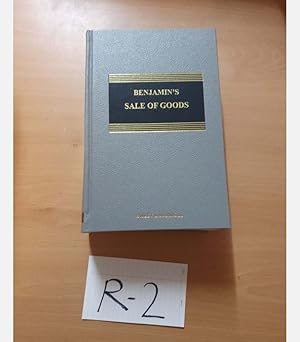 BENJAMIN'S
SALE OF GOODS
R-2